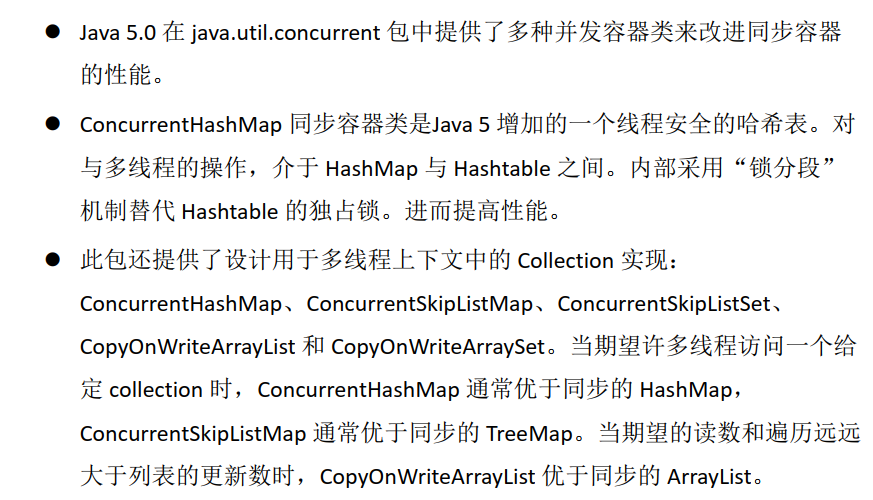 ● Java 5.0 在 java.util.concurrent 包中提供了多种并发容器类来改进同步容器
的性能。
● ConcurrentHashMap 同步容器类是Java 5 增加的一个线程安全的哈希表。对
与多线程的操作，介于 HashMap 与 Hashtable 之间。内部采用“锁分段”
机制替代 Hashtable 的独占锁。进而提高性能。
● 此包还提供了设计用于多线程上下文中的 Collection 实现：
ConcurrentHashMap、ConcurrentSkipListMap、ConcurrentSkipListSet、
CopyOnWriteArrayList 和 CopyOnWriteArraySet。当期望许多线程访问一个给
定 collection 时，ConcurrentHashMap 通常优于同步的 HashMap，
ConcurrentSkipListMap 通常优于同步的 TreeMap。当期望的读数和遍历远远
大于列表的更新数时，CopyOnWriteArrayList 优于同步的 ArrayList。